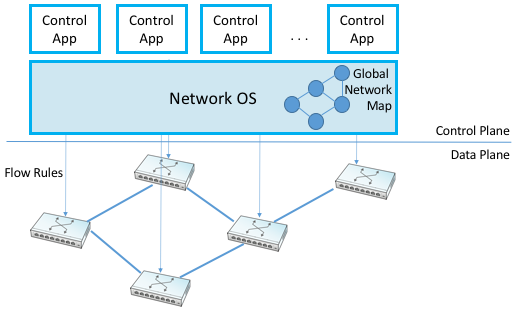 Control App
Control App
Control App
. . .
Control App
Network OS
Global Network Map
Control Plane
Data Plane
Flow Rules